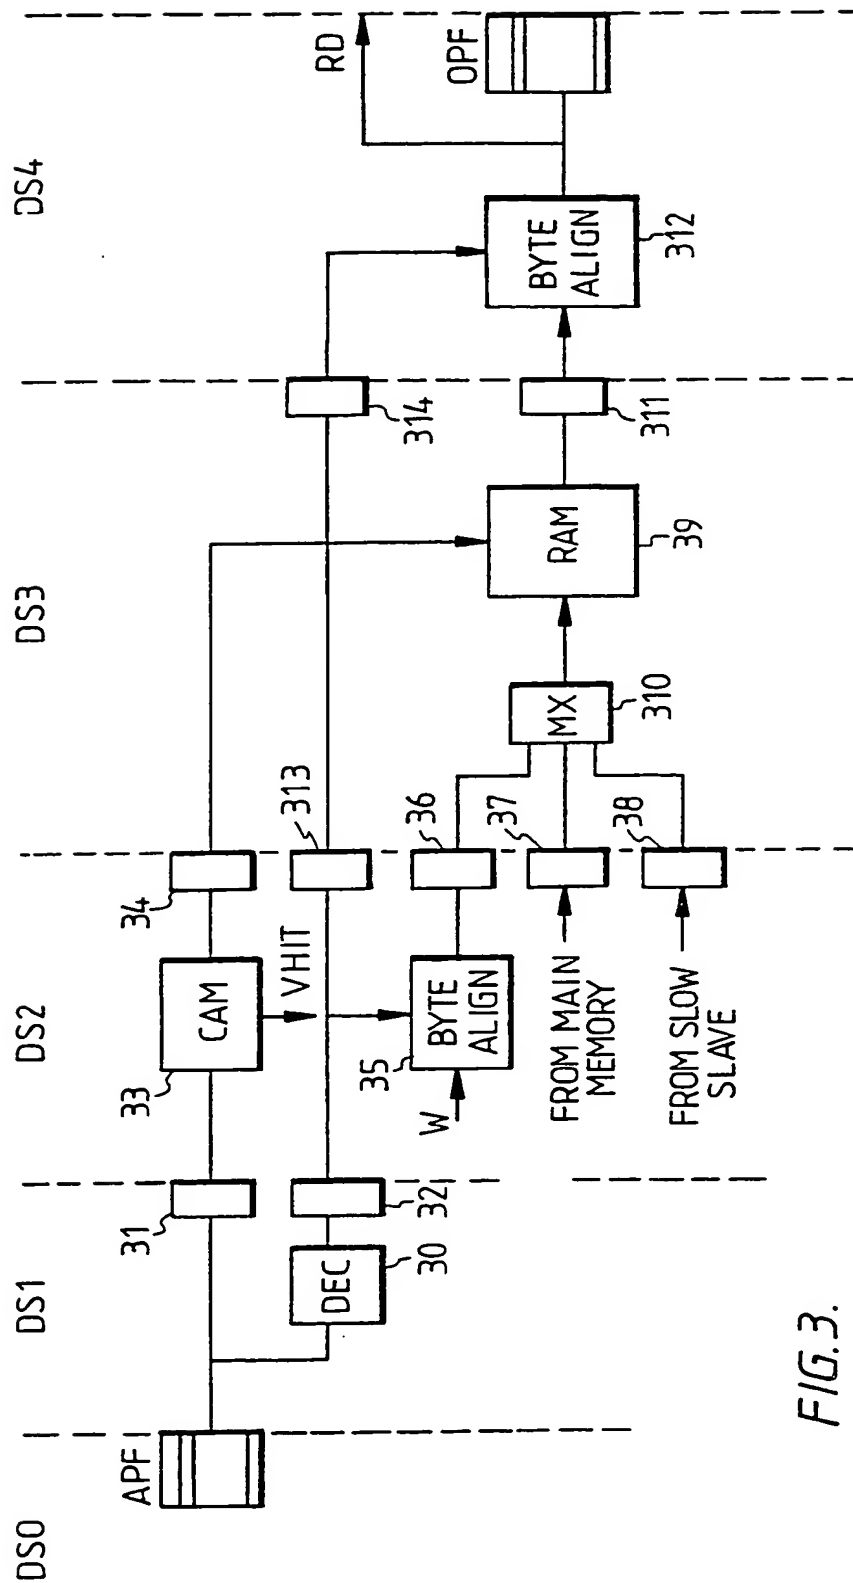 DS0
DS1
DS2
DS3
DS4
APF
31
34
33
CAM
VHIT
DEC
30
32
313
314
RD
W
35
BYTE
ALIGN
36
FROM MAIN
MEMORY
37
FROM SLOW
SLAVE
38
MX
310
RAM
39
311
BYTE
ALIGN
312
OPF
FIG.3.